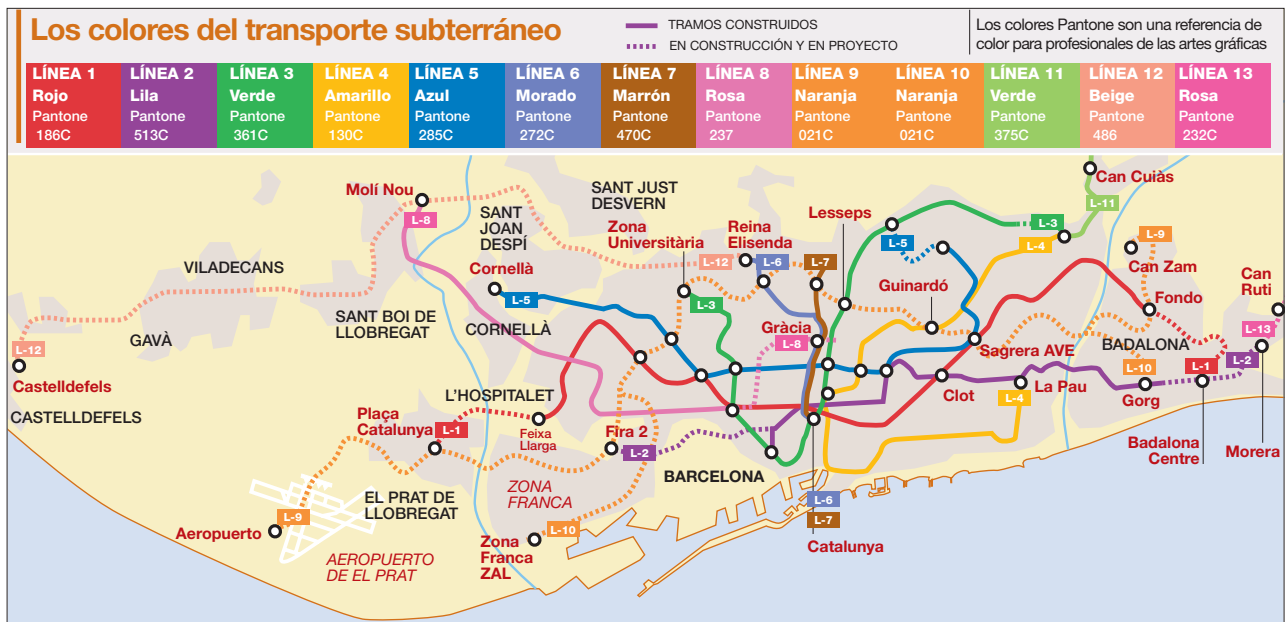 Los colores del transporte subterráneo
TRAMOS CONSTRUIDOS
EN CONSTRUCCIÓN Y EN PROYECTO
Los colores Pantone son una referencia de
color para profesionales de las artes gráficas
LÍNEA 1
Rojo
Pantone
186C
LÍNEA 2
Lila
Pantone
513C
LÍNEA 3
Verde
Pantone
361C
LÍNEA 4
Amarillo
Pantone
130C
LÍNEA 5
Azul
Pantone
285C
LÍNEA 6
Morado
Pantone
272C
LÍNEA 7
Marrón
Pantone
470C
LÍNEA 8
Rosa
Pantone
237
LÍNEA 9
Naranja
Pantone
021C
LÍNEA 10
Naranja
Pantone
021C
LÍNEA 11
Verde
Pantone
375C
LÍNEA 12
Beige
Pantone
486
LÍNEA 13
Rosa
Pantone
232C
Molí Nou
L-8
SANT JUST
DESVERN
Can Cuiàs
L-11
SANT
JOAN
DESPÍ
Zona
Universitària
Reina
Elisenda
Lesseps
L-3
L-4
L-5
L-9
L-12
L-6
L-7
VILADECANS
Cornellà
L-5
L-3
Can Zam
Can
Ruti
Guinardó
Fondo
SANT BOI DE
LLOBREGAT
CORNELLÀ
Gràcia
L-8
L-13
GAVÀ
L-12
Sagrera AVE
BADALONA
L-2
L-10
L-1
Castelldefels
CASTELLDEFELS
L'HOSPITALET
Clot
La Pau
L-4
Gorg
Plaça
Catalunya
L-1
Feixa
Llarga
Fira 2
L-2
Badalona
Centre
Morera
BARCELONA
ZONA
FRANCA
EL PRAT DE
LLOBREGAT
L-6
L-7
Catalunya
L-9
Aeropuerto
L-10
Zona
Franca
ZAL
AEROPUERTO
DE EL PRAT